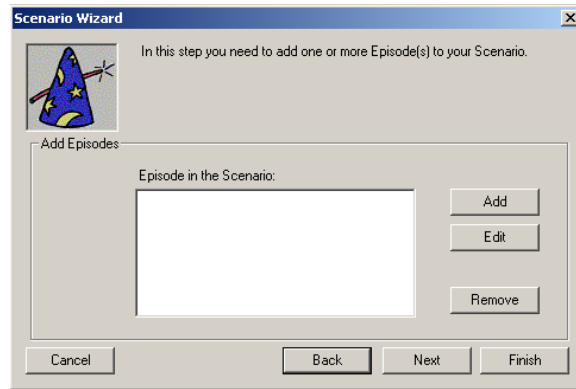 Scenario Wizard
In this step you need to add one or more Episode(s) to your Scenario.
Add Episodes
Episode in the Scenario:
Add
Edit
Remove
Cancel
Back
Next
Finish